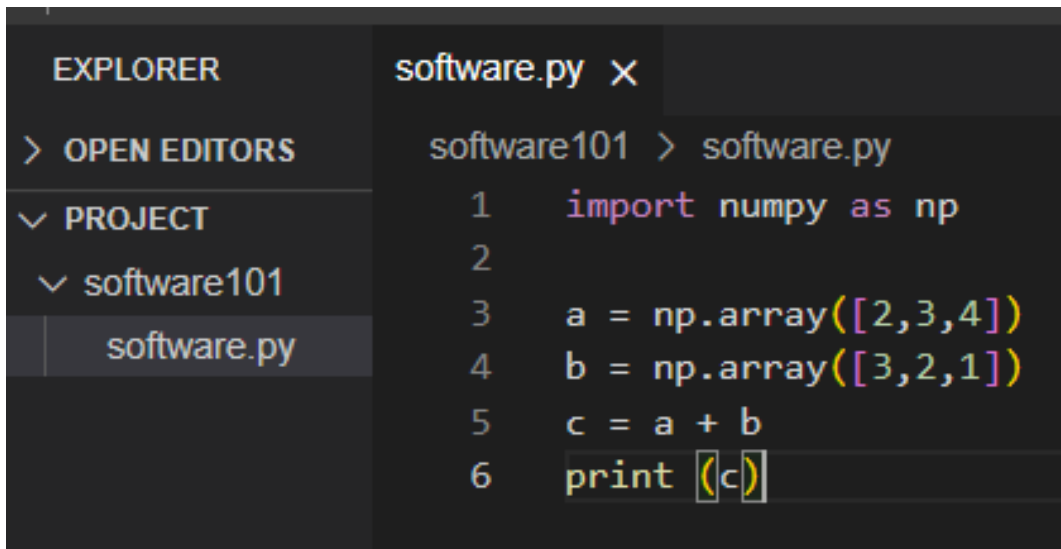 EXPLORER
OPEN EDITORS
PROJECT
software101
software.py
software.py ×
software101 > software.py
1 import numpy as np
2
3 a = np.array([2,3,4])
4 b = np.array([3,2,1])
5 c = a + b
6 print (c)